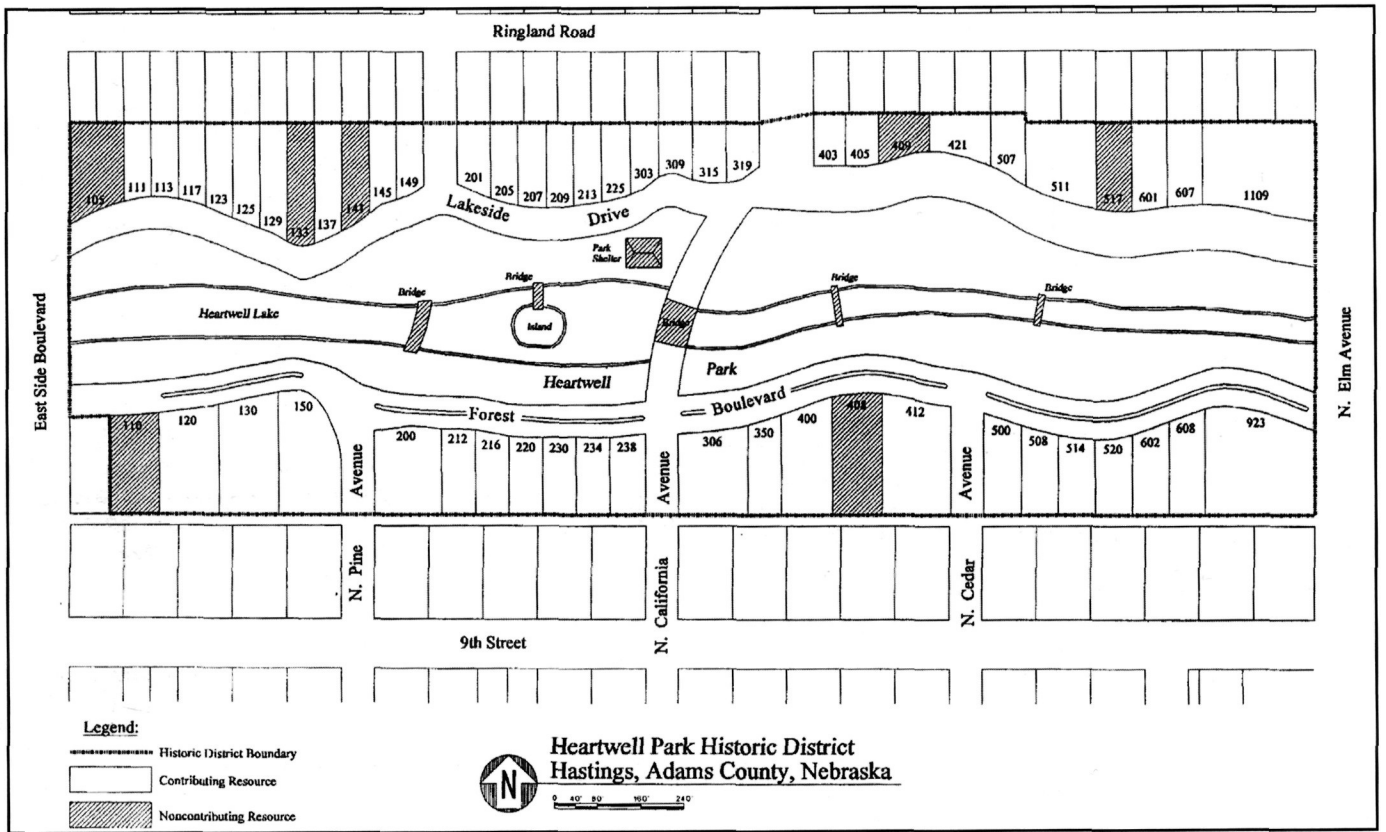 Ringland Road
105
111
113
117
123
125
129
133
137
141
145
149
201
205
207
209
213
225
303
309
315
319
403
405
409
421
507
511
517
601
607
1109
Lakeside Drive
Park
Shelter
Bridge
Bridge
Bridge
Bridge
Bridge
Heartwell Lake
Island
Heartwell Park
East Side Boulevard
N. Elm Avenue
Forest Boulevard
110
120
130
150
200
212
216
220
230
234
238
306
350
400
408
412
500
508
514
520
602
608
923
N. Pine Avenue
N. California Avenue
N. Cedar Avenue
9th Street
Legend:
Historic District Boundary
Contributing Resource
Noncontributing Resource
N
Heartwell Park Historic District
Hastings, Adams County, Nebraska
0 40' 80' 160' 240'